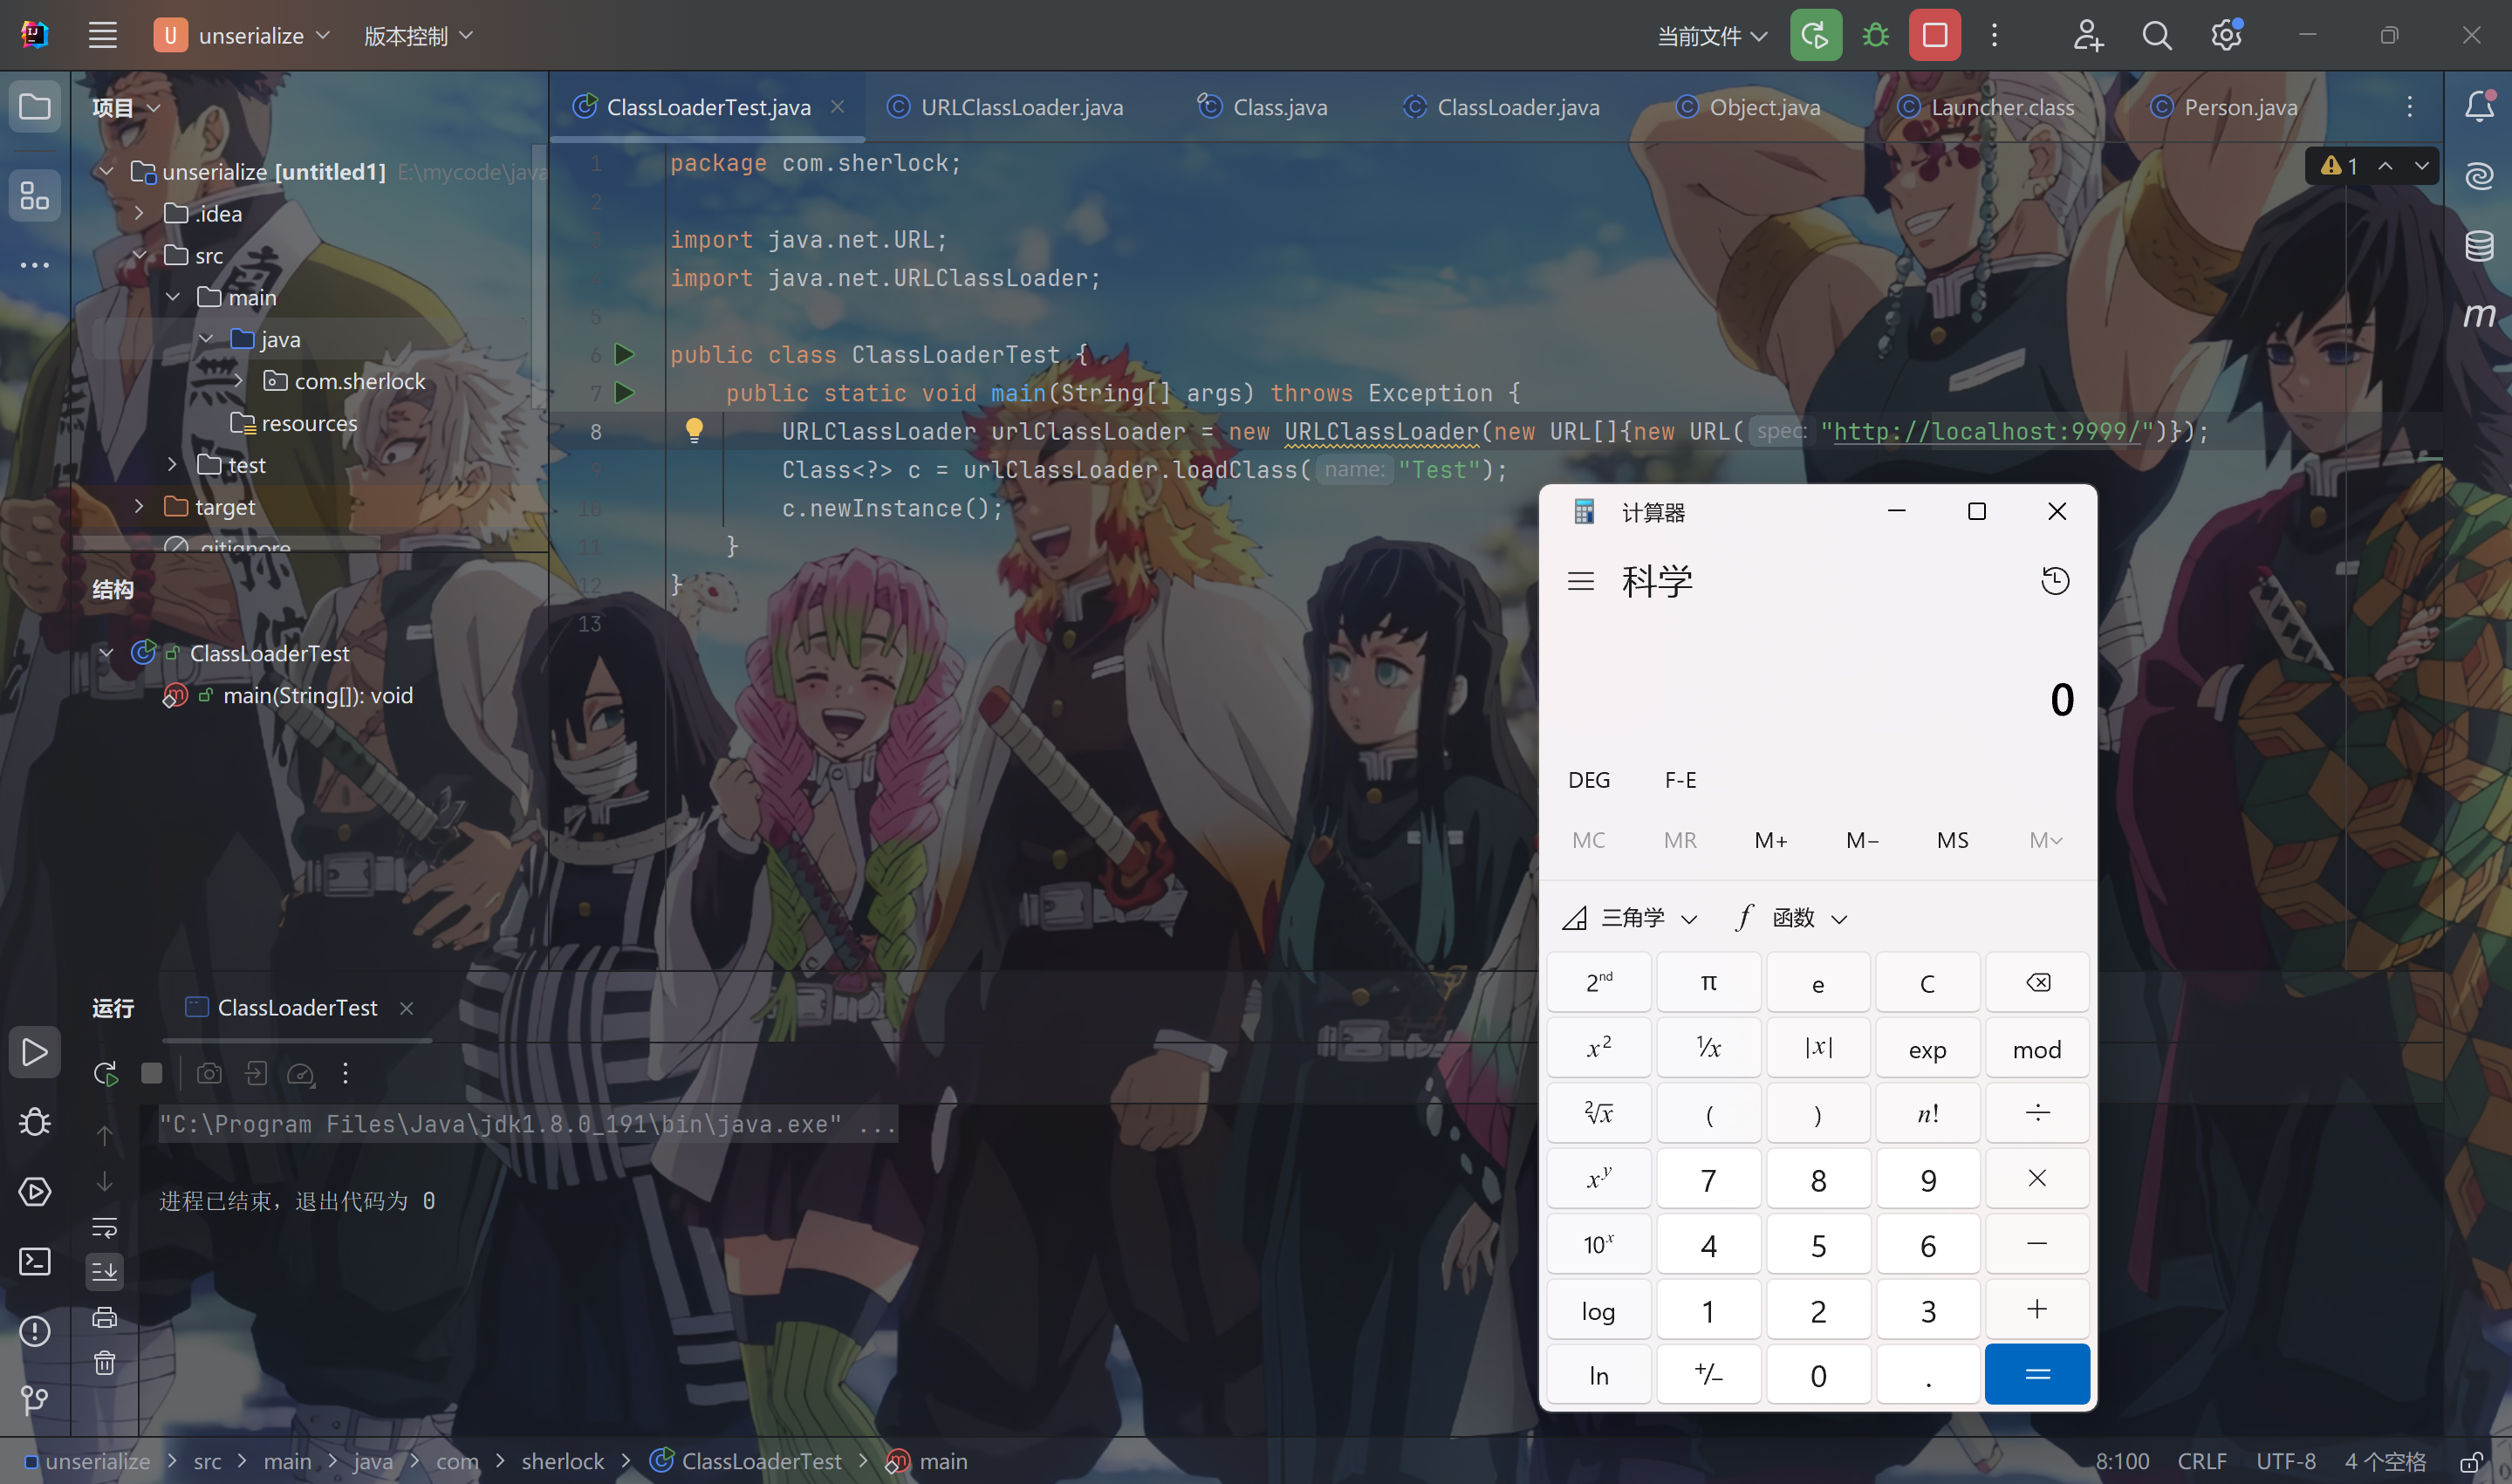 U unserialize 版本控制 当前文件
项目
ClassLoaderTest.java URLClassLoader.java Class.java ClassLoader.java Object.java Launcher.class Person.java
unserialize [untitled1] E:\mycode\java
.idea
src
main
java
com.sherlock
resources
test
target
.gitignore
结构
ClassLoaderTest
main(String[]): void
1 package com.sherlock;
2
3 import java.net.URL;
4 import java.net.URLClassLoader;
5
6 public class ClassLoaderTest {
7 public static void main(String[] args) throws Exception {
8 URLClassLoader urlClassLoader = new URLClassLoader(new URL[]{new URL( spec: "http://localhost:9999/")});
9 Class<?> c = urlClassLoader.loadClass( name: "Test");
10 c.newInstance();
11 }
12 }
13
1
m
计算器
科学
0
DEG F-E
MC MR M+ M− MS M
三角学 f 函数
2nd π e C
x2 1/x |x| exp mod
2√x ( ) n! ÷
xy 7 8 9 ×
10x 4 5 6 −
log 1 2 3 +
ln +/− 0 . =
运行 ClassLoaderTest
"C:\Program Files\Java\jdk1.8.0_191\bin\java.exe" ...
进程已结束，退出代码为 0
unserialize > src > main > java > com > sherlock > ClassLoaderTest > main 8:100 CRLF UTF-8 4 个空格